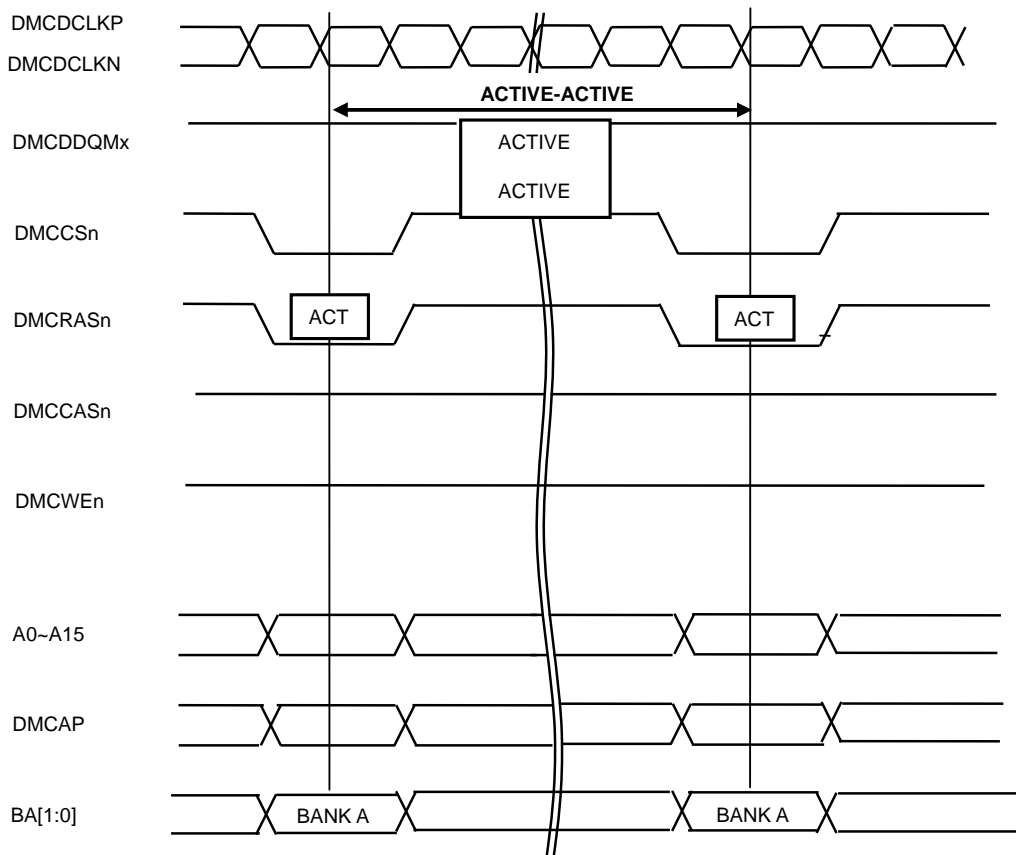 DMCDCLKP
DMCDCLKN
ACTIVE-ACTIVE
DMCDDQMx
ACTIVE
ACTIVE
DMCCSn
DMCRASn
ACT
ACT
DMCCASn
DMCWEn
A0~A15
DMCAP
BA[1:0]
BANK A
BANK A